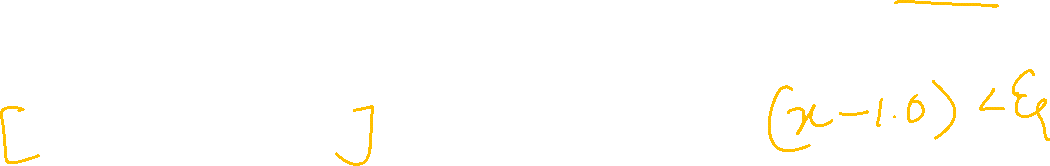 [ ] (x-1.0) < ε